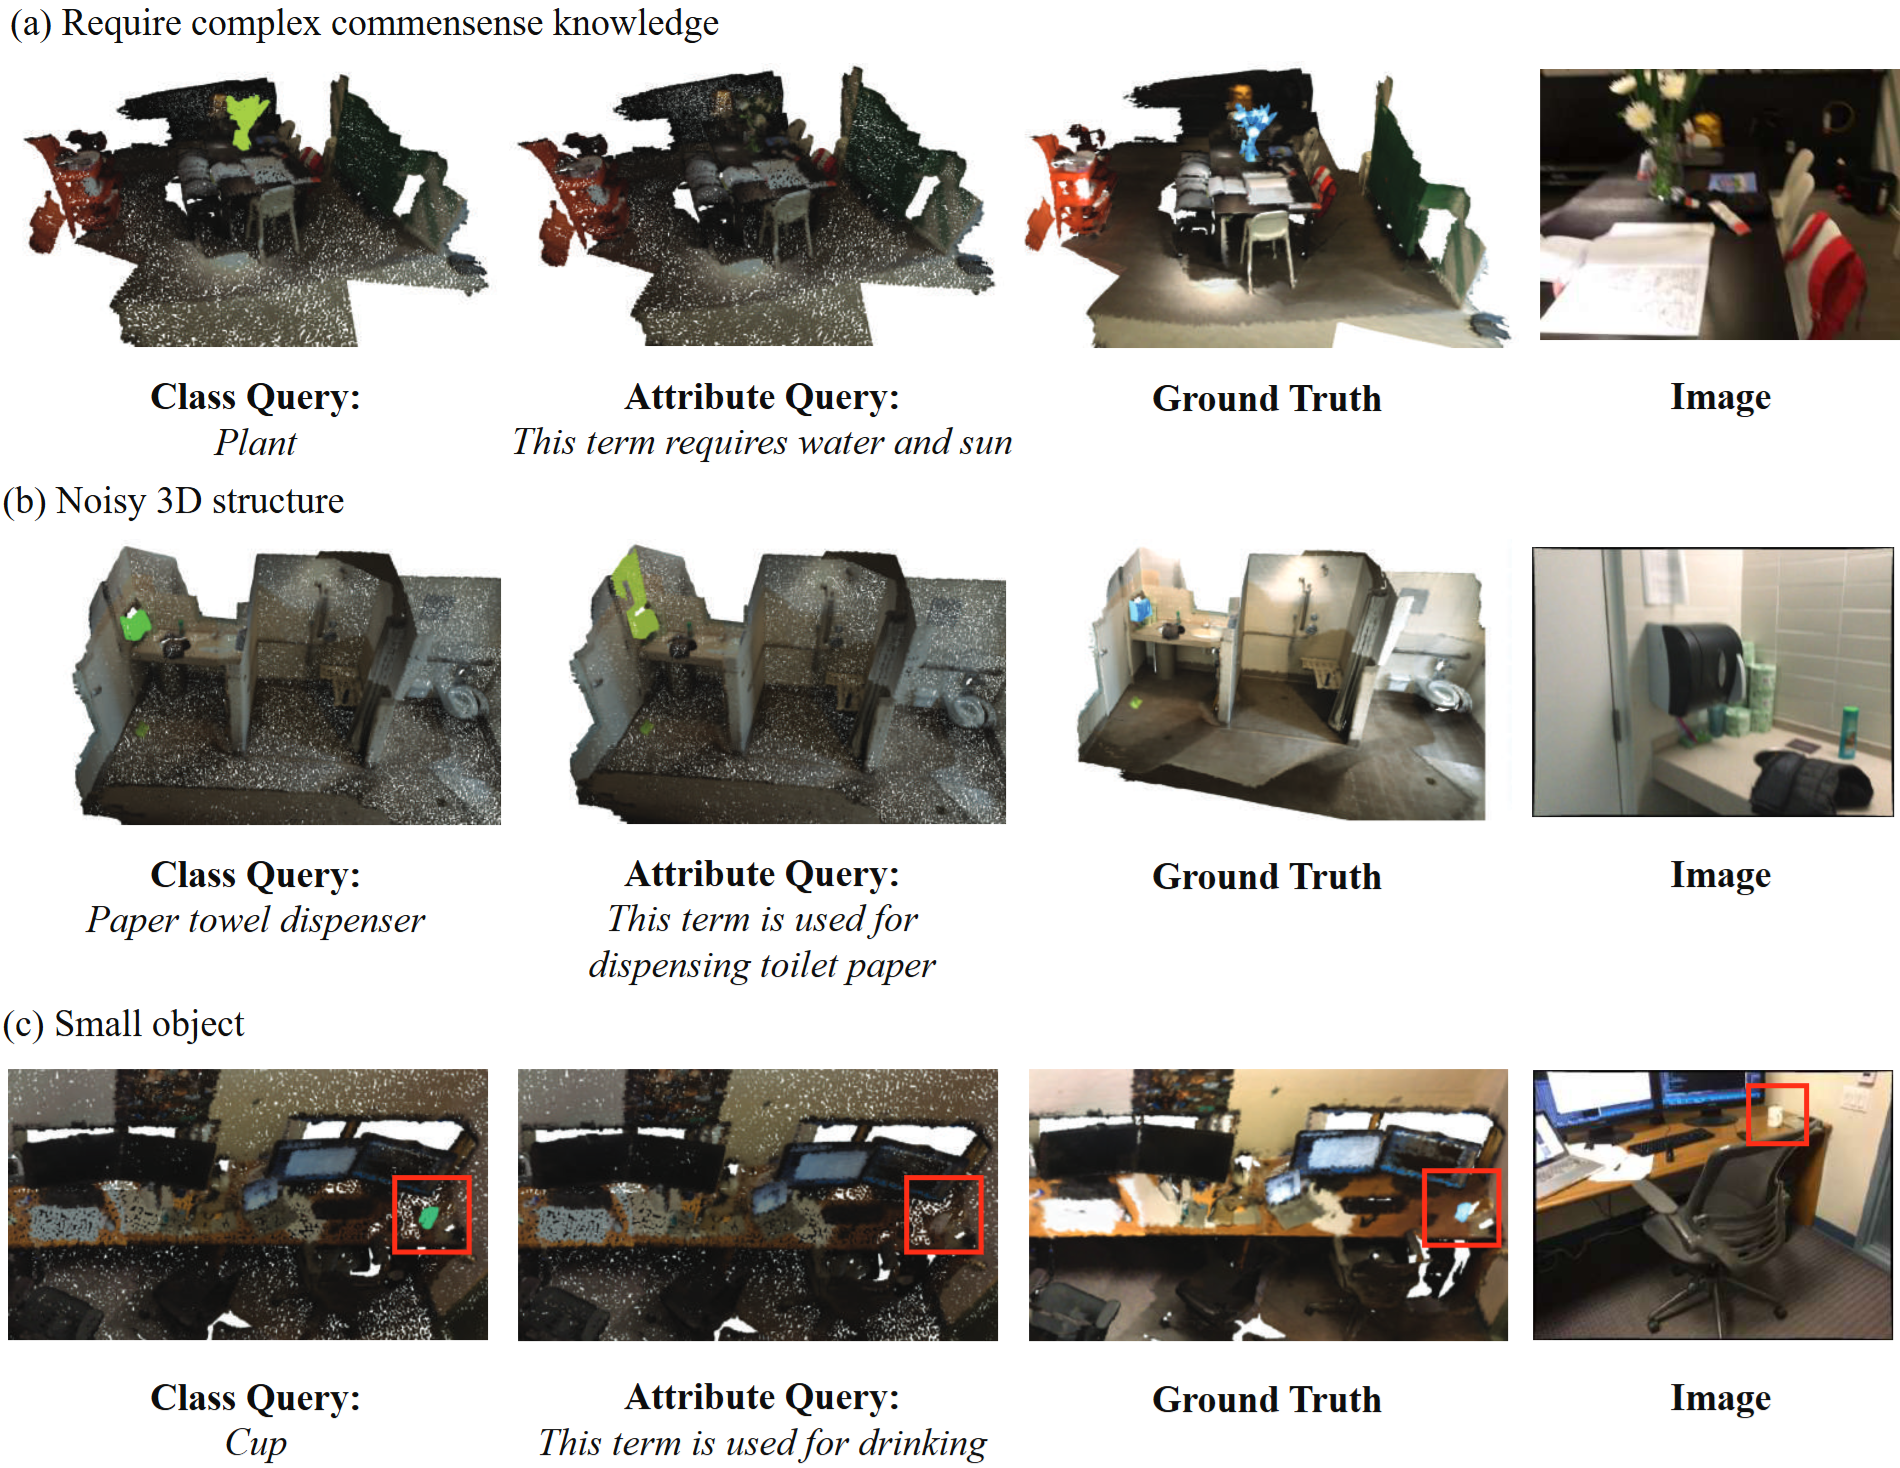 (a) Require complex commensense knowledge
Class Query:
Plant
Attribute Query:
This term requires water and sun
Ground Truth
Image
(b) Noisy 3D structure
Class Query:
Paper towel dispenser
Attribute Query:
This term is used for
dispensing toilet paper
Ground Truth
Image
(c) Small object
Class Query:
Cup
Attribute Query:
This term is used for drinking
Ground Truth
Image